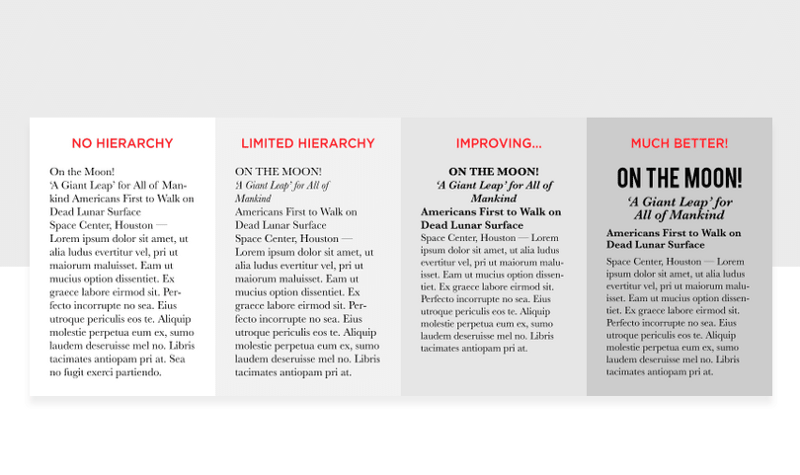 NO HIERARCHY
On the Moon!
‘A Giant Leap’ for All of Man-
kind Americans First to Walk on
Dead Lunar Surface
Space Center, Houston —
Lorem ipsum dolor sit amet, ut
alia ludus evertitur vel, pri ut
maiorum maluisset. Eam ut
mucius option dissentiet. Ex
graece labore eirmod sit. Per-
fecto incorrupte no sea. Eius
utroque periculis eos te. Aliquip
molestie perpetua eum ex, sumo
laudem deseruisse mel no. Libris
tacimates antiopam pri at. Sea
no fugit exerci partiendo.
LIMITED HIERARCHY
ON THE MOON!
‘A Giant Leap’ for All of
Mankind
Americans First to Walk on
Dead Lunar Surface
Space Center, Houston —
Lorem ipsum dolor sit amet, ut
alia ludus evertitur vel, pri ut
maiorum maluisset. Eam ut
mucius option dissentiet. Ex
graece labore eirmod sit. Per-
fecto incorrupte no sea. Eius
utroque periculis eos te. Aliquip
molestie perpetua eum ex, sumo
laudem deseruisse mel no. Libris
tacimates antiopam pri at.
IMPROVING...
ON THE MOON!
‘A Giant Leap’ for All of
Mankind
Americans First to Walk on
Dead Lunar Surface
Space Center, Houston — Lorem
ipsum dolor sit amet, ut alia ludus
evertitur vel, pri ut maiorum malu-
isset. Eam ut mucius option dissen-
tiet. Ex graece labore eirmod sit.
Perfecto incorrupte no sea. Eius
utroque periculis eos te. Aliquip
molestie perpetua eum ex, sumo
laudem deseruisse mel no. Libris
tacimates antiopam pri at.
MUCH BETTER!
ON THE MOON!
‘A Giant Leap’ for
All of Mankind
Americans First to Walk on
Dead Lunar Surface
Space Center, Houston — Lorem
ipsum dolor sit amet, ut alia ludus
evertitur vel, pri ut maiorum malu-
isset. Eam ut mucius option dissen-
tiet. Ex graece labore eirmod sit.
Perfecto incorrupte no sea. Eius
utroque periculis eos te. Aliquip
molestie perpetua eum ex, sumo
laudem deseruisse mel no. Libris
tacimates antiopam pri at.